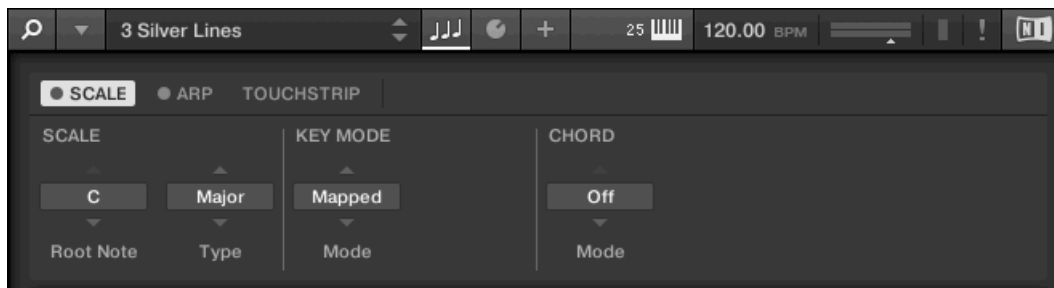 3 Silver Lines 25 120.00 BPM ! NI
SCALE ARP TOUCHSTRIP
SCALE KEY MODE CHORD
C Major Mapped Off
Root Note Type Mode Mode